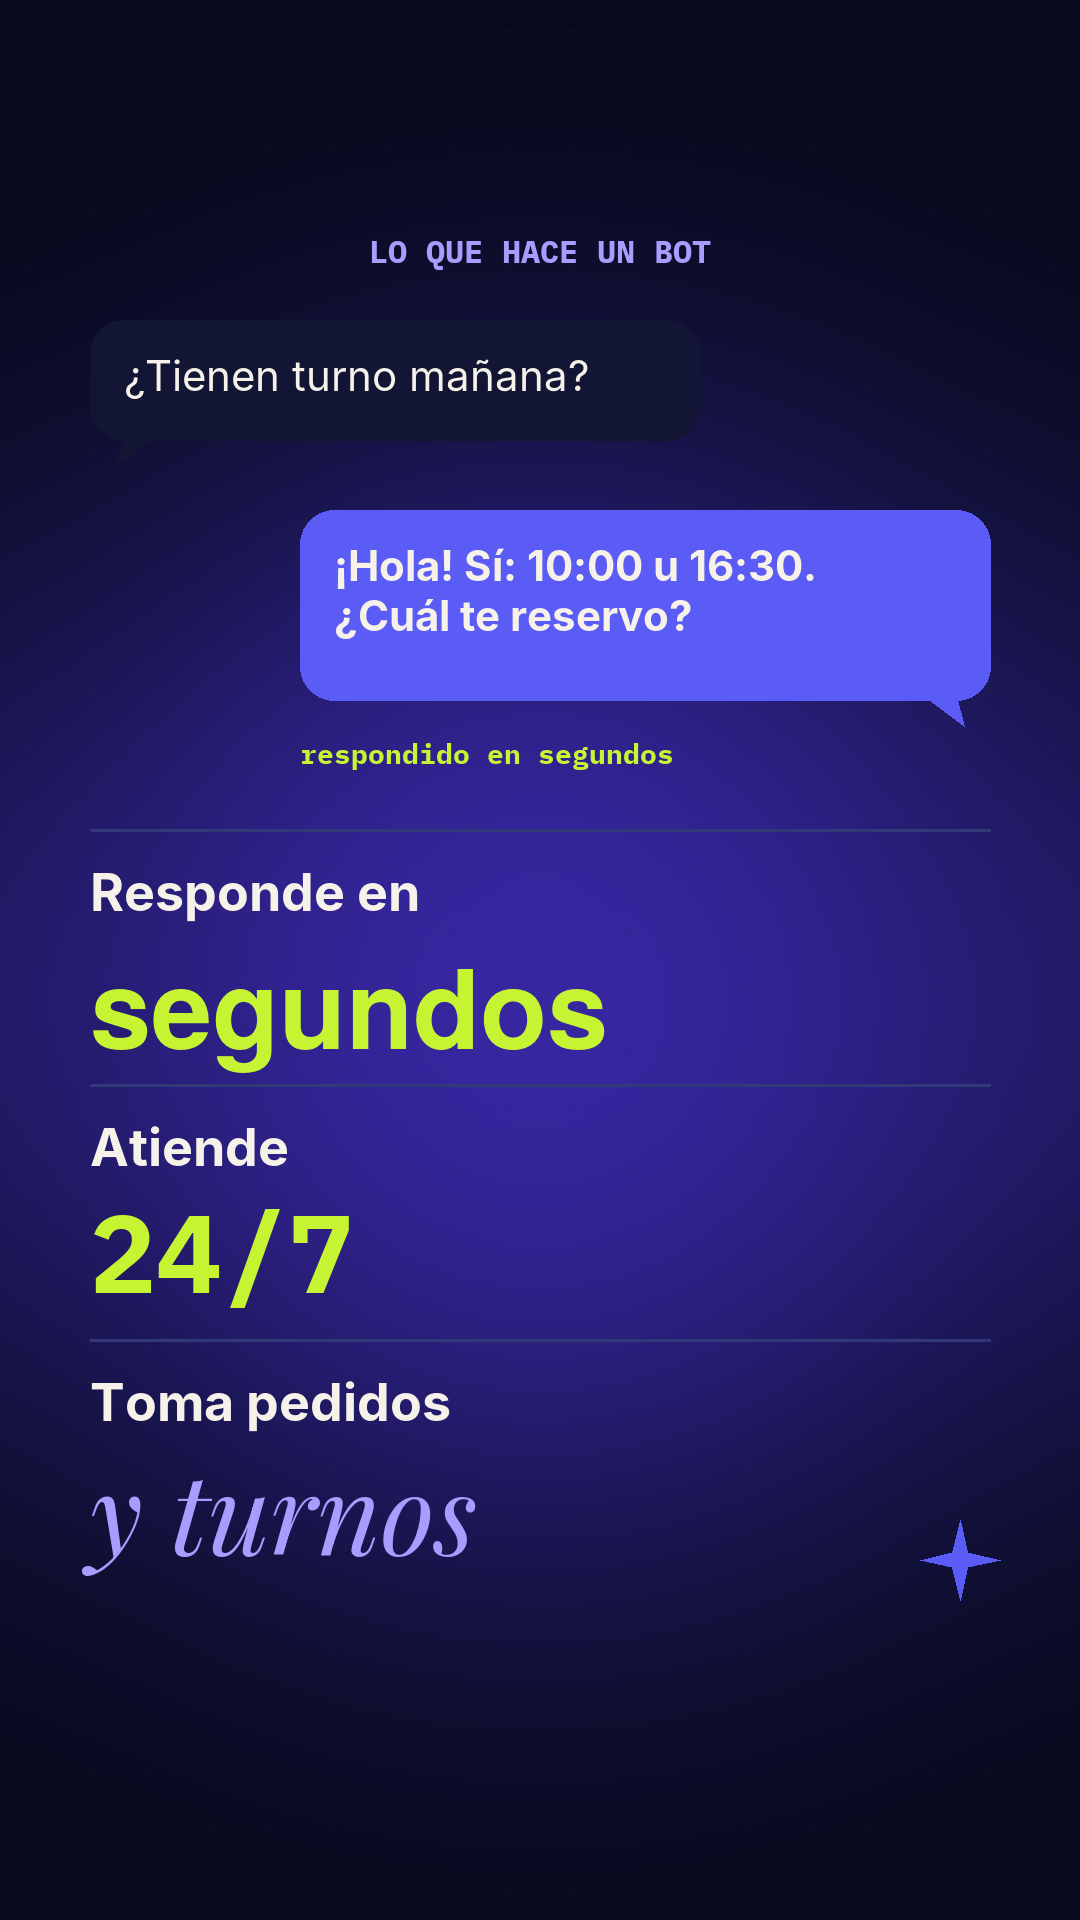 LO QUE HACE UN BOT
¿Tienen turno mañana?
¡Hola! Sí: 10:00 u 16:30.
¿Cuál te reservo?
respondido en segundos
Responde en
segundos
Atiende
24/7
Toma pedidos
y turnos